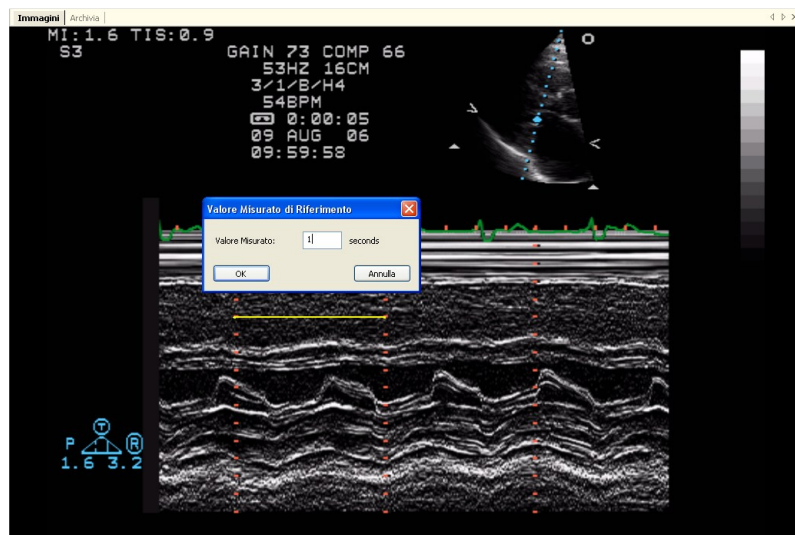 Immagini Archivia
MI:1.6 TIS:0.9
S3
GAIN 73 COMP 66
53HZ 16CM
3/1/B/H4
54BPM
0:00:05
09 AUG 06
09:59:58
Valore Misurato di Riferimento
Valore Misurato: 1 seconds
OK Annulla
T
P R
1.6 3.2